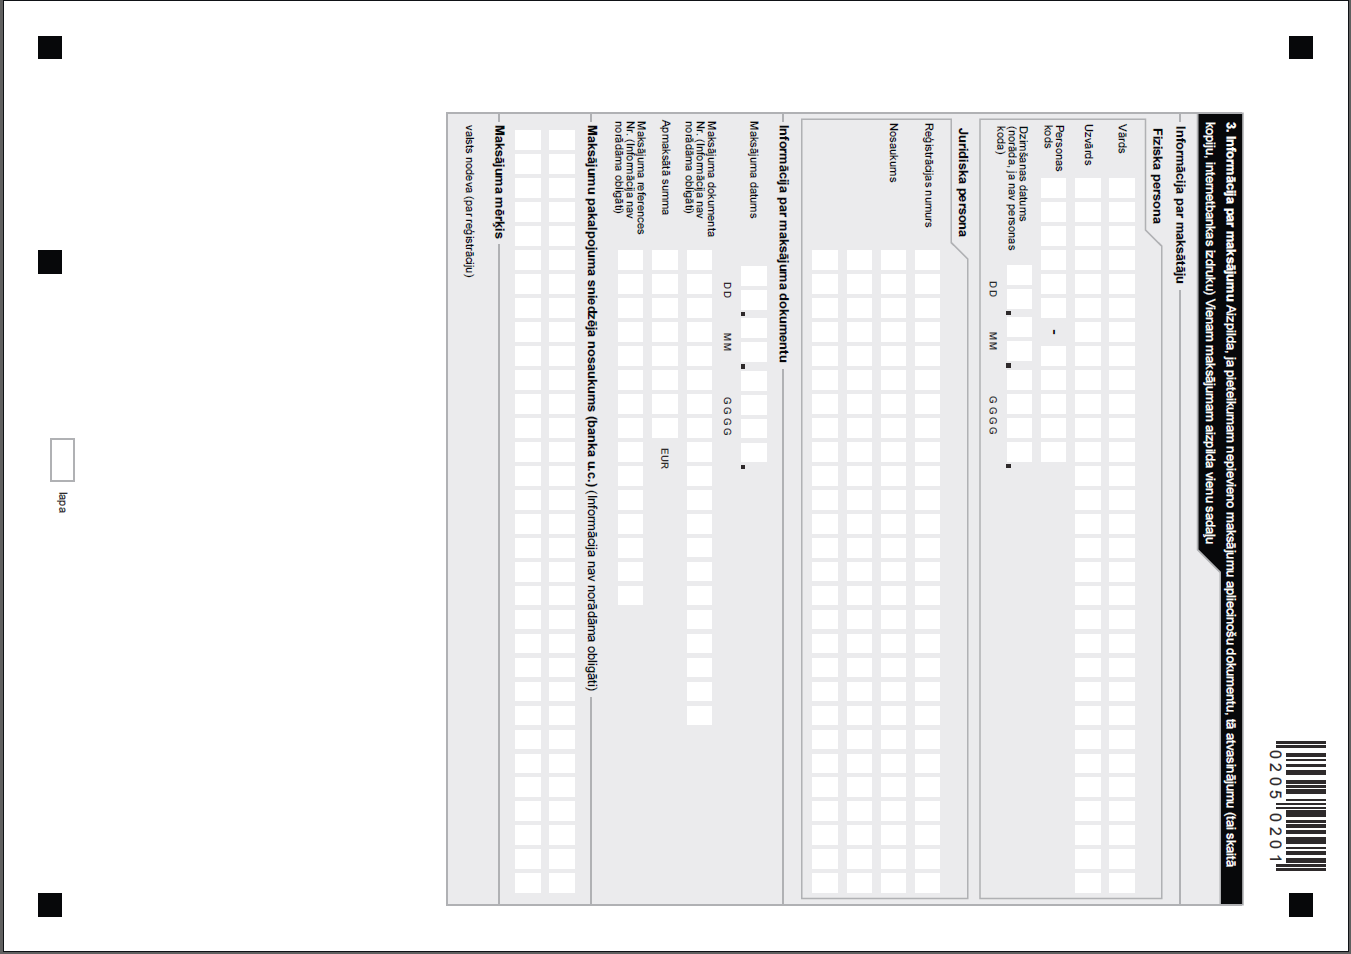 0205 0201
3. Informācija par maksājumu Aizpilda, ja pieteikumam nepievieno maksājumu apliecinošu dokumentu, tā atvasinājumu (tai skaitā
kopiju, internetbankas izdruku) Vienam maksājumam aizpilda vienu sadaļu
Informācija par maksātāju
Fiziska persona
Vārds
Uzvārds
Personas
kods
-
Dzimšanas datums
(norāda, ja nav personas
koda)
DD MM GGGG
Juridiska persona
Reģistrācijas numurs
Nosaukums
Informācija par maksājuma dokumentu
Maksājuma datums
DD MM GGGG
Maksājuma dokumenta
Nr. (Informācija nav
norādāma obligāti)
Apmaksātā summa
EUR
Maksājuma references
Nr. (Informācija nav
norādāma obligāti)
Maksājumu pakalpojuma sniedzēja nosaukums (banka u.c.) (Informācija nav norādāma obligāti)
Maksājuma mērķis
valsts nodeva (par reģistrāciju)
lapa